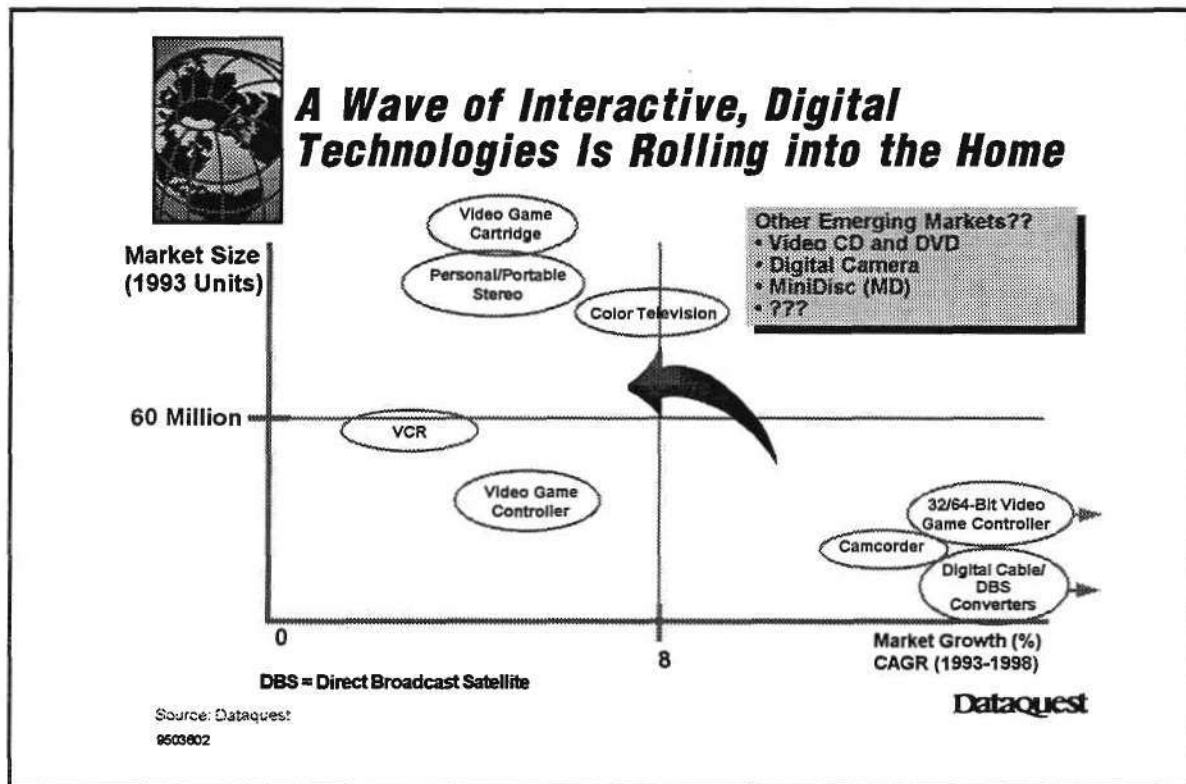 A Wave of Interactive, Digital
Technologies Is Rolling into the Home
Market Size
(1993 Units)
Video Game
Cartridge
Personal/Portable
Stereo
Color Television
Other Emerging Markets??
• Video CD and DVD
• Digital Camera
• MiniDisc (MD)
• ???
60 Million
VCR
Video Game
Controller
32/64-Bit Video
Game Controller
Camcorder
Digital Cable/
DBS
Converters
0
8
Market Growth (%)
CAGR (1993-1998)
DBS = Direct Broadcast Satellite
Dataquest
Source: Dataquest
9503602